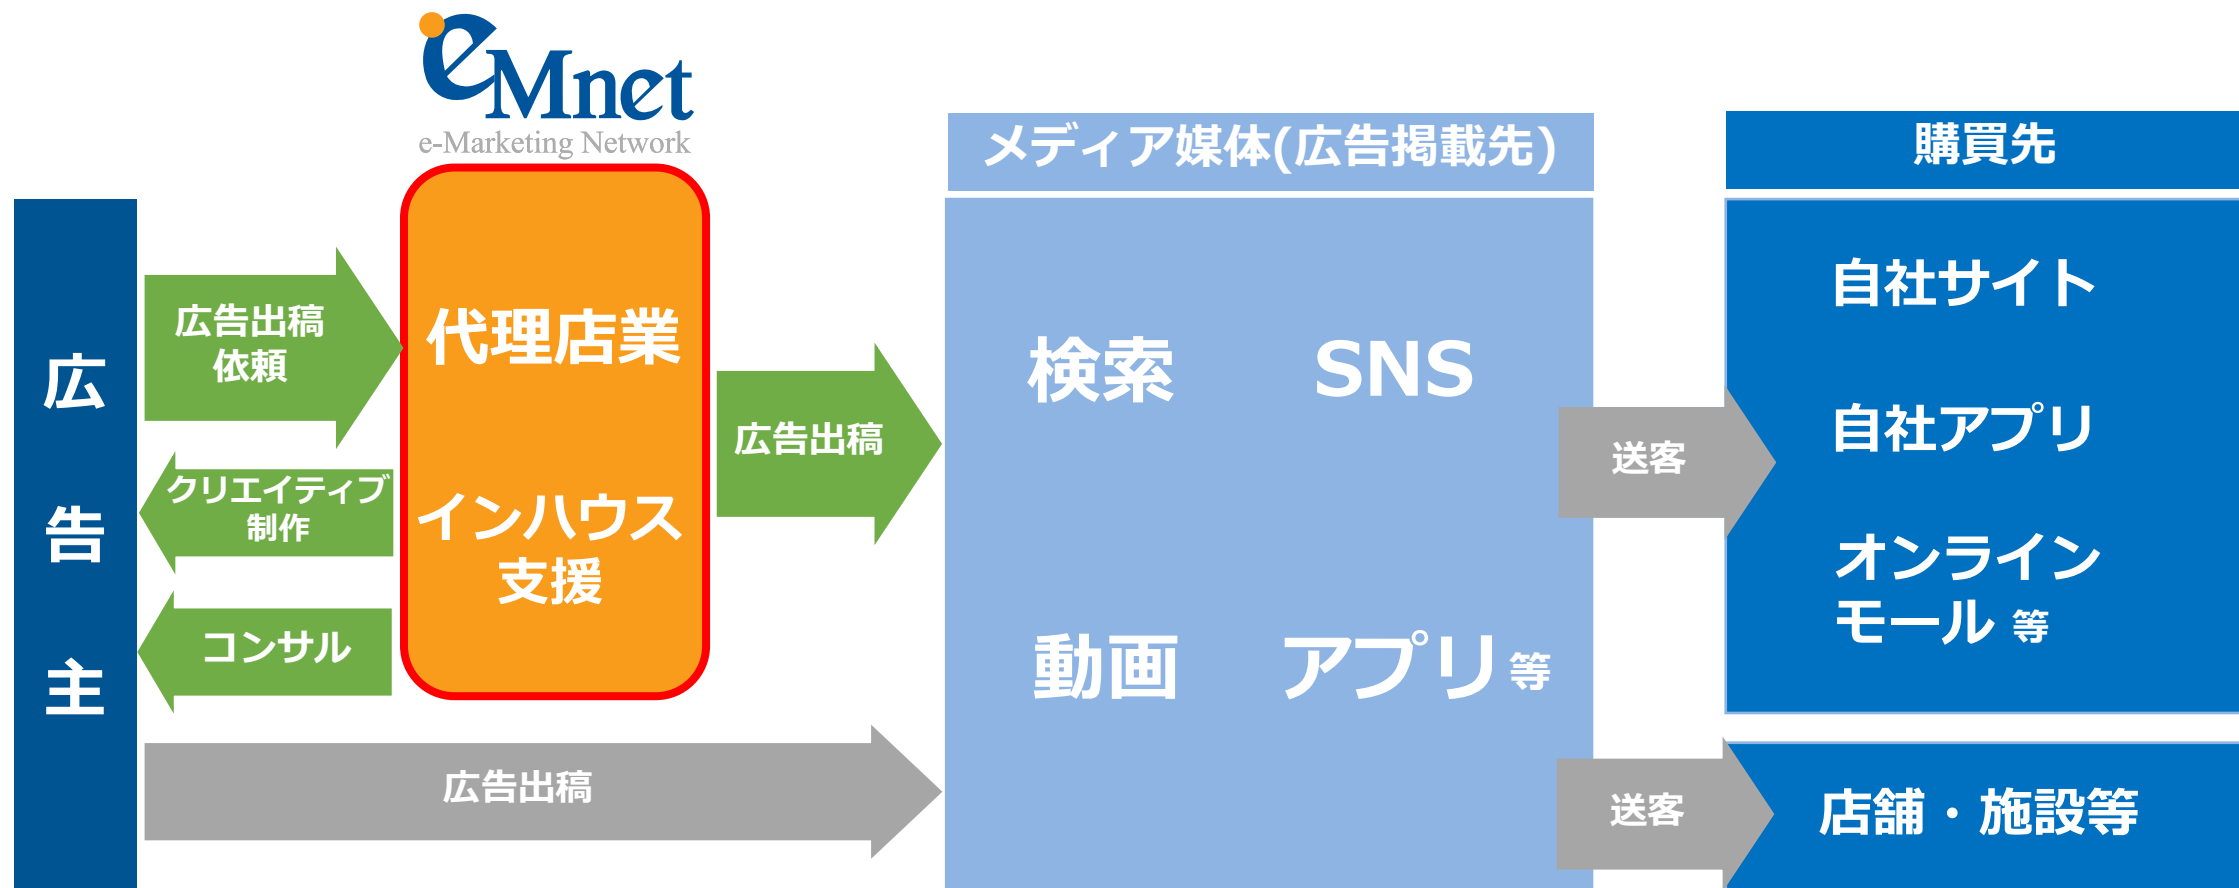 eMnet
e-Marketing Network
広告主
広告出稿
依頼
クリエイティブ
制作
コンサル
代理店業
インハウス
支援
広告出稿
広告出稿
メディア媒体(広告掲載先)
検索 SNS
動画 アプリ 等
送客
送客
購買先
自社サイト
自社アプリ
オンライン
モール 等
店舗・施設等